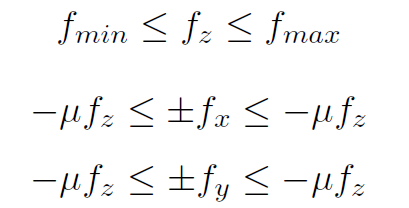 f_{min} ≤ f_z ≤ f_{max}
−μf_z ≤ ±f_x ≤ −μf_z
−μf_z ≤ ±f_y ≤ −μf_z